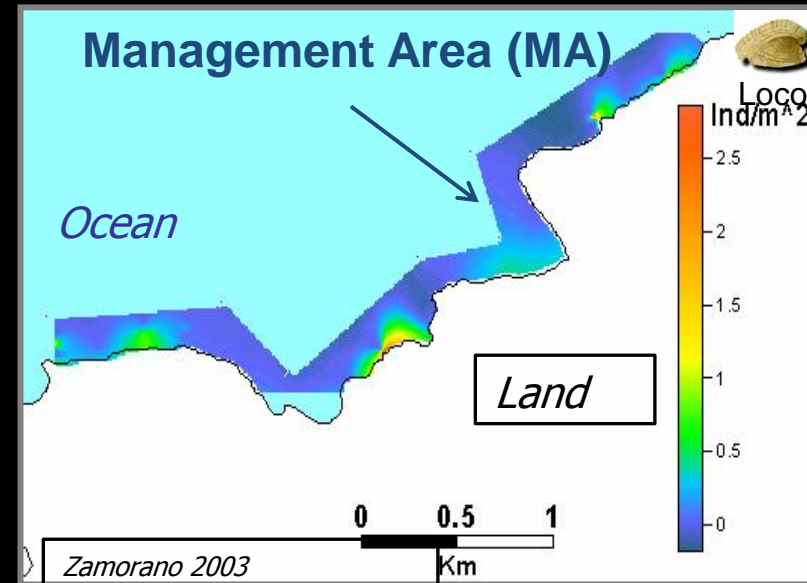 Management Area (MA)
Loco
Ind/m^2
Ocean
2.5
2
1.5
1
0.5
0
Land
0 0.5 1
Km
Zamorano 2003